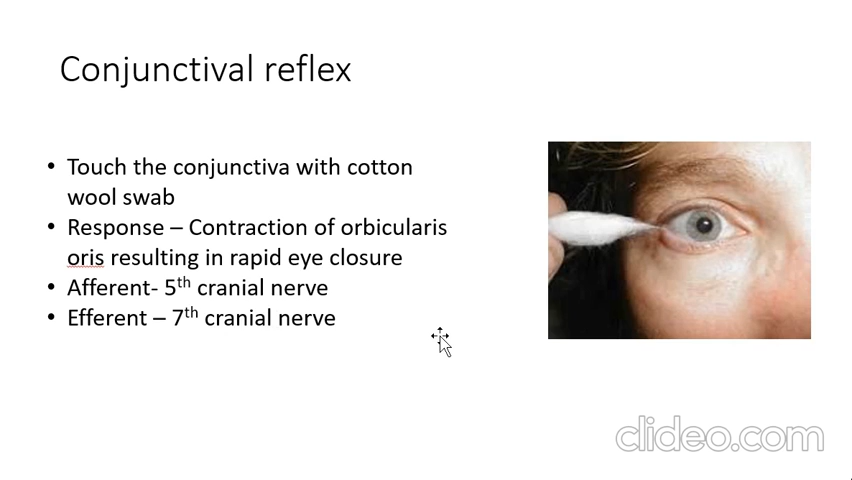 Conjunctival reflex
• Touch the conjunctiva with cotton
wool swab
• Response – Contraction of orbicularis
oris resulting in rapid eye closure
• Afferent- 5th cranial nerve
• Efferent – 7th cranial nerve
clideo.com